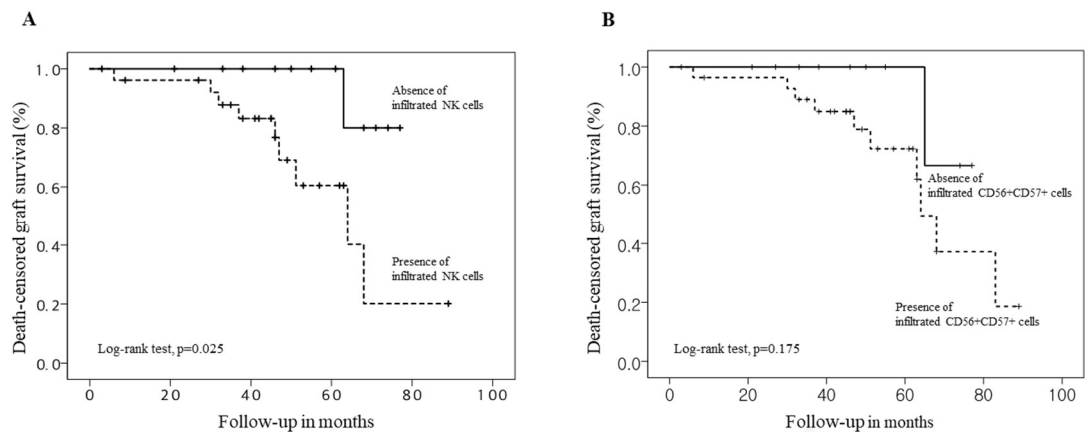 A
Death-censored graft survival (%)
1.0
0.8
0.6
0.4
0.2
0.0
Absence of
infiltrated NK cells
Presence of
infiltrated NK cells
Log-rank test, p=0.025
0 20 40 60 80 100
Follow-up in months
B
Death-censored graft survival (%)
1.0
0.8
0.6
0.4
0.2
0.0
Absence of
infiltrated CD56+CD57+ cells
Presence of
infiltrated CD56+CD57+ cells
Log-rank test, p=0.175
0 20 40 60 80 100
Follow-up in months